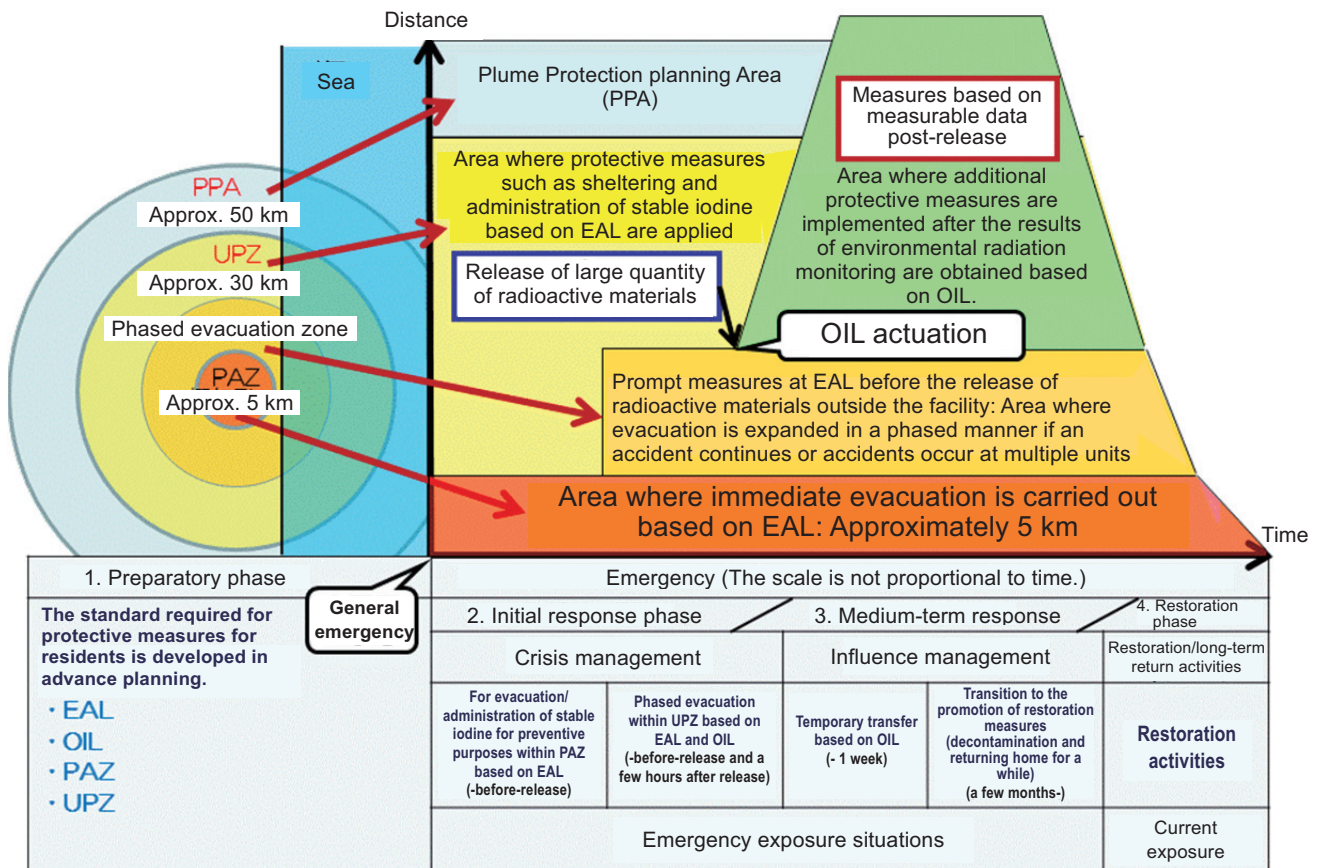 Distance
Sea
Plume Protection planning Area
(PPA)
Measures based on
measurable data
post-release
Area where protective measures
such as sheltering and
administration of stable iodine
based on EAL are applied
Area where additional
protective measures are
implemented after the results
of environmental radiation
monitoring are obtained based
on OIL.
PPA
Approx. 50 km
UPZ
Approx. 30 km
Release of large quantity
of radioactive materials
Phased evacuation zone
OIL actuation
PAZ
Approx. 5 km
Prompt measures at EAL before the release of
radioactive materials outside the facility: Area where
evacuation is expanded in a phased manner if an
accident continues or accidents occur at multiple units
Area where immediate evacuation is carried out
based on EAL: Approximately 5 km
Time
1. Preparatory phase
Emergency (The scale is not proportional to time.)
General
emergency
The standard required for
protective measures for
residents is developed in
advance planning.
・EAL
・OIL
・PAZ
・UPZ
2. Initial response phase
3. Medium-term response
4. Restoration
phase
Crisis management
Influence management
Restoration/long-term
return activities
For evacuation/
administration of stable
iodine for preventive
purposes within PAZ
based on EAL
(-before-release)
Phased evacuation
within UPZ based on
EAL and OIL
(-before-release and a
few hours after release)
Temporary transfer
based on OIL
(- 1 week)
Transition to the
promotion of restoration
measures
(decontamination and
returning home for a
while)
(a few months-)
Restoration
activities
Emergency exposure situations
Current
exposure